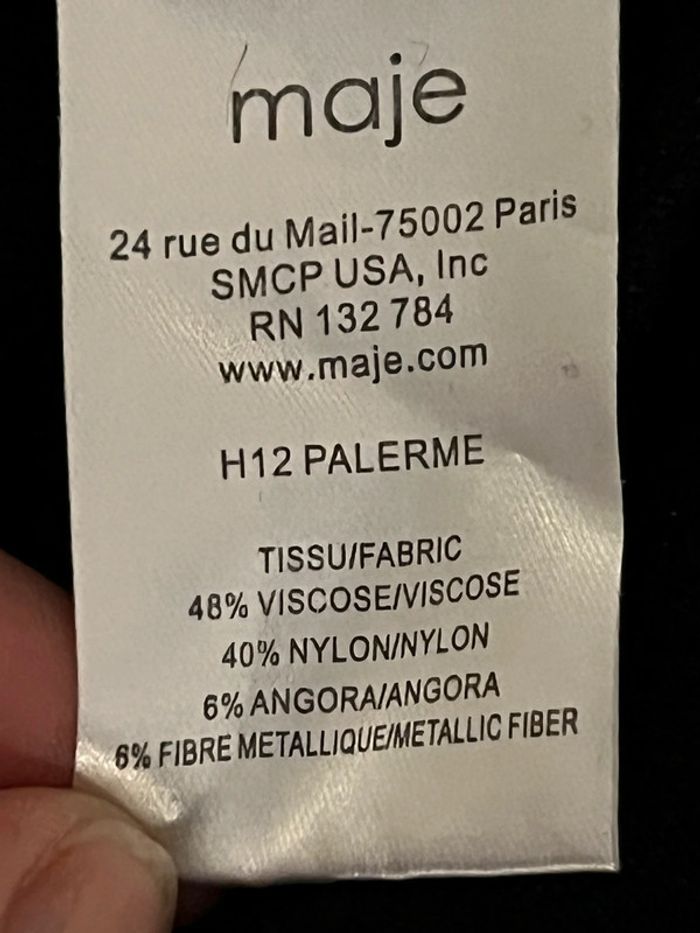 maje
24 rue du Mail-75002 Paris
SMCP USA, Inc
RN 132 784
www.maje.com
H12 PALERME
TISSU/FABRIC
48% VISCOSE/VISCOSE
40% NYLON/NYLON
6% ANGORA/ANGORA
6% FIBRE METALLIQUE/METALLIC FIBER